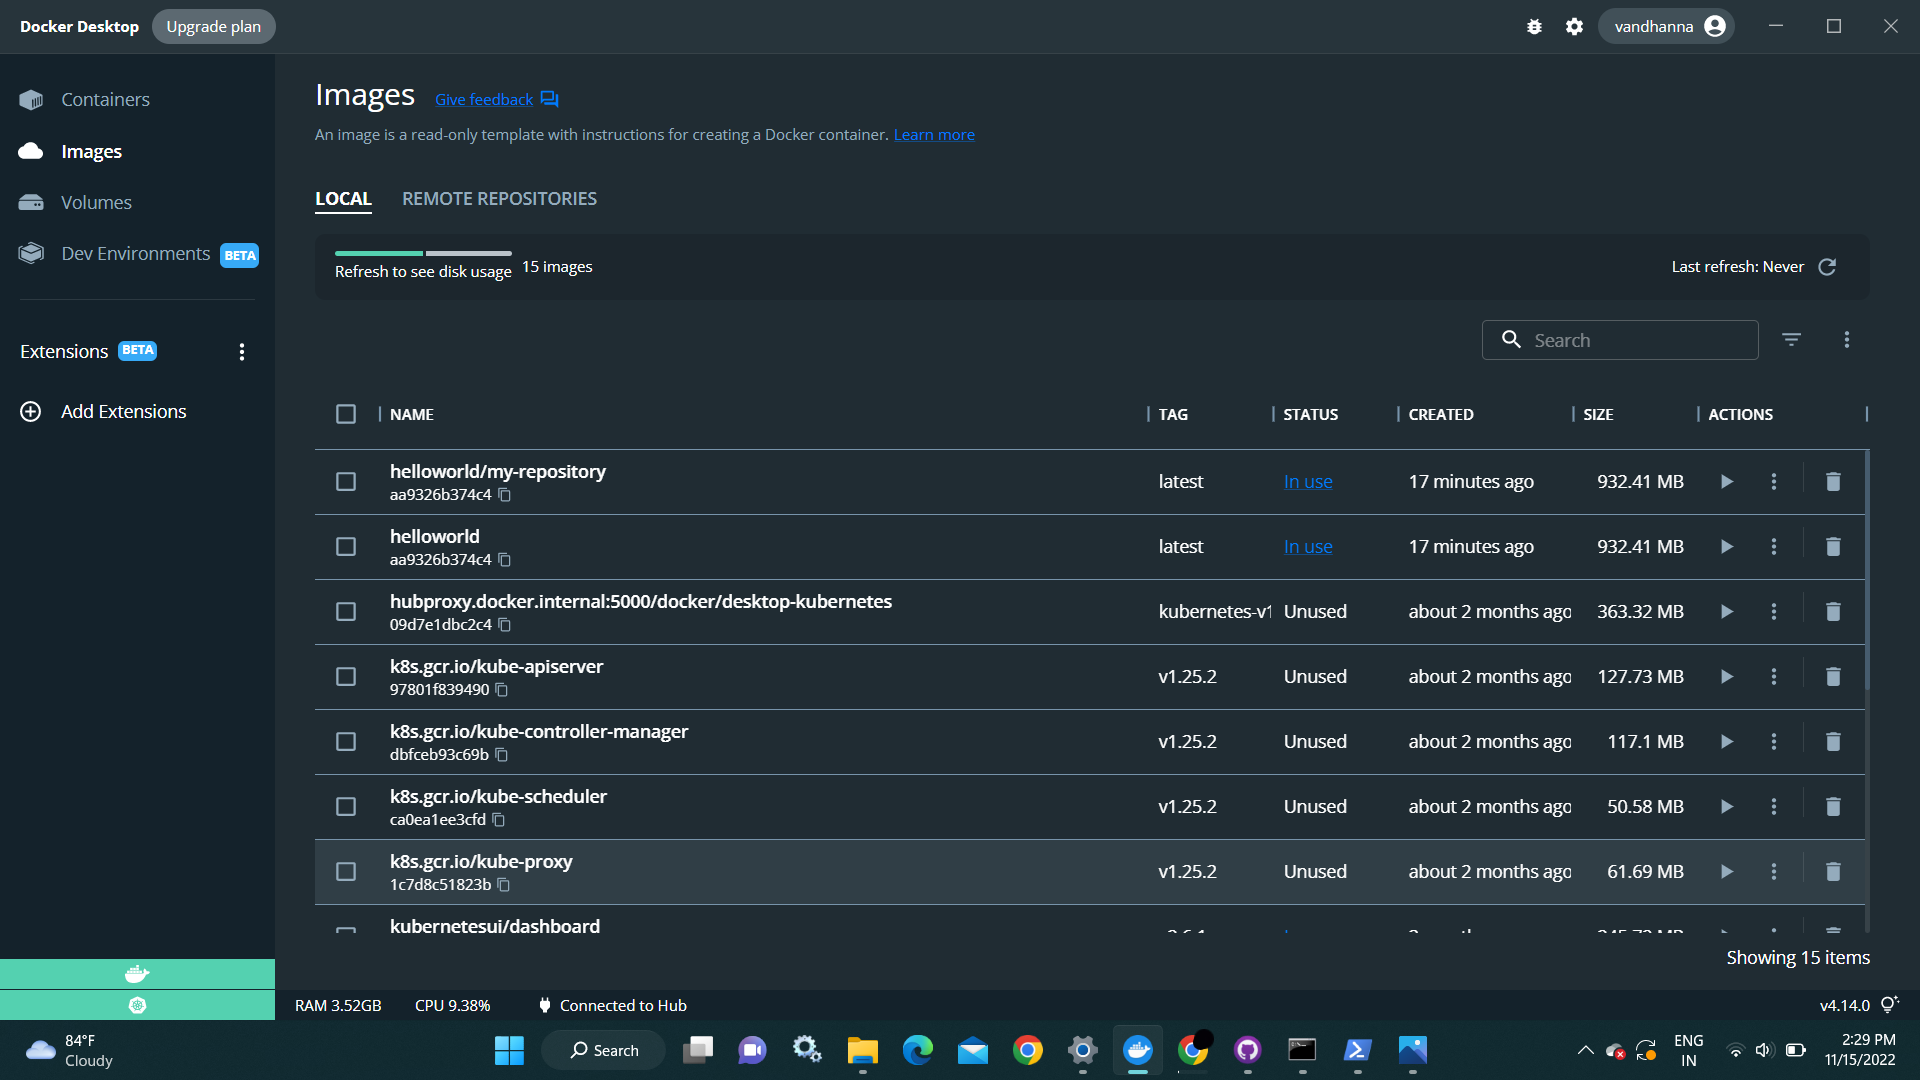 Docker Desktop Upgrade plan vandhanna
Containers
Images
Volumes
Dev Environments BETA
Extensions BETA
Add Extensions
Images Give feedback
An image is a read-only template with instructions for creating a Docker container. Learn more
LOCAL REMOTE REPOSITORIES
Refresh to see disk usage 15 images Last refresh: Never
Search
NAME TAG STATUS CREATED SIZE ACTIONS
helloworld/my-repository
aa9326b374c4
latest In use 17 minutes ago 932.41 MB
helloworld
aa9326b374c4
latest In use 17 minutes ago 932.41 MB
hubproxy.docker.internal:5000/docker/desktop-kubernetes
09d7e1dbc2c4
kubernetes-v1 Unused about 2 months ago 363.32 MB
k8s.gcr.io/kube-apiserver
97801f839490
v1.25.2 Unused about 2 months ago 127.73 MB
k8s.gcr.io/kube-controller-manager
dbfceb93c69b
v1.25.2 Unused about 2 months ago 117.1 MB
k8s.gcr.io/kube-scheduler
ca0ea1ee3cfd
v1.25.2 Unused about 2 months ago 50.58 MB
k8s.gcr.io/kube-proxy
1c7d8c51823b
v1.25.2 Unused about 2 months ago 61.69 MB
kubernetesui/dashboard
Showing 15 items
RAM 3.52GB CPU 9.38% Connected to Hub v4.14.0
84°F
Cloudy
Search
ENG
IN
2:29 PM
11/15/2022